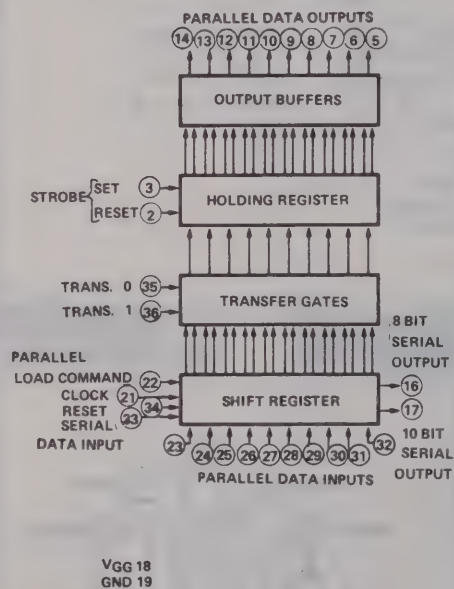 PARALLEL DATA OUTPUTS
14 13 12 11 10 9 8 7 6 5
OUTPUT BUFFERS
STROBE { SET 3
RESET 2
HOLDING REGISTER
TRANS. 0 35
TRANS. 1 36
TRANSFER GATES
8 BIT
SERIAL
OUTPUT
16
PARALLEL
LOAD COMMAND 22
CLOCK 21
RESET 34
SERIAL 33
DATA INPUT
SHIFT REGISTER
17
10 BIT
SERIAL
OUTPUT
23 24 25 26 27 28 29 30 31 32
PARALLEL DATA INPUTS
VGG 18
GND 19